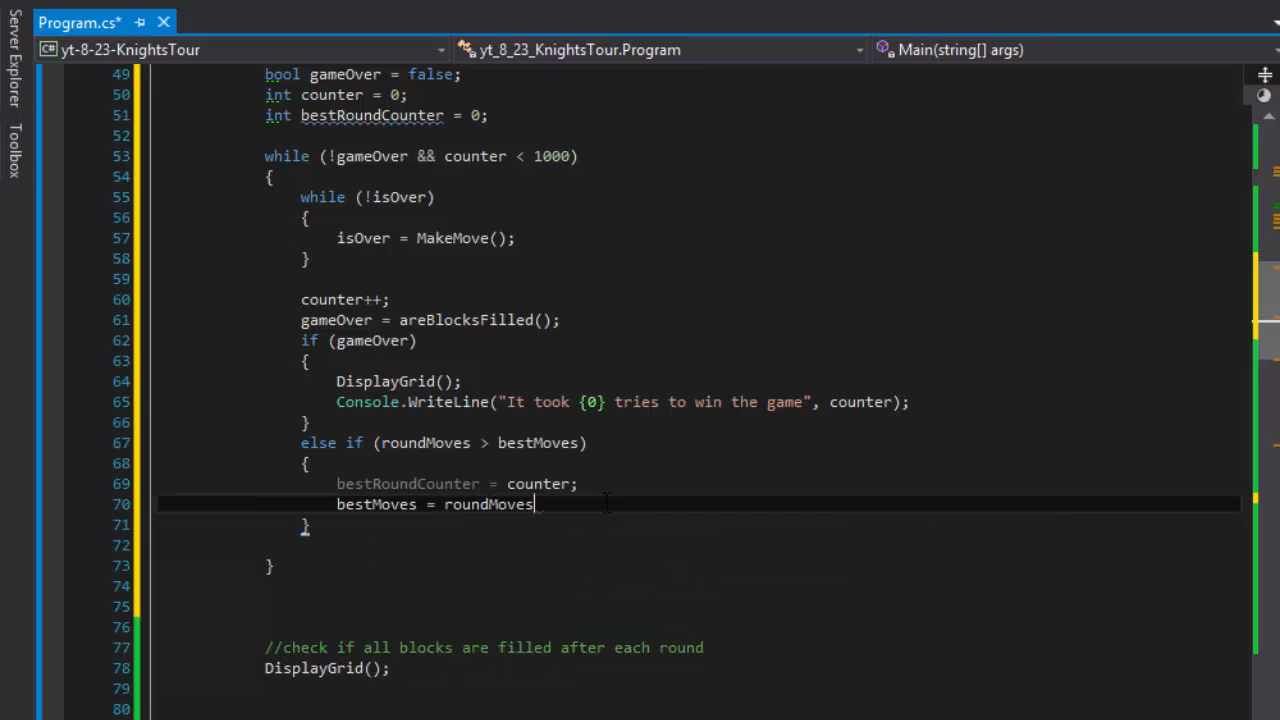 Server Explorer
Toolbox
Program.cs*
C# yt-8-23-KnightsTour
yt_8_23_KnightsTour.Program
Main(string[] args)
49 bool gameOver = false;
50 int counter = 0;
51 int bestRoundCounter = 0;
52
53 while (!gameOver && counter < 1000)
54 {
55 while (!isOver)
56 {
57 isOver = MakeMove();
58 }
59
60 counter++;
61 gameOver = areBlocksFilled();
62 if (gameOver)
63 {
64 DisplayGrid();
65 Console.WriteLine("It took {0} tries to win the game", counter);
66 }
67 else if (roundMoves > bestMoves)
68 {
69 bestRoundCounter = counter;
70 bestMoves = roundMoves
71 }
72
73 }
74
75
76
77 //check if all blocks are filled after each round
78 DisplayGrid();
79
80